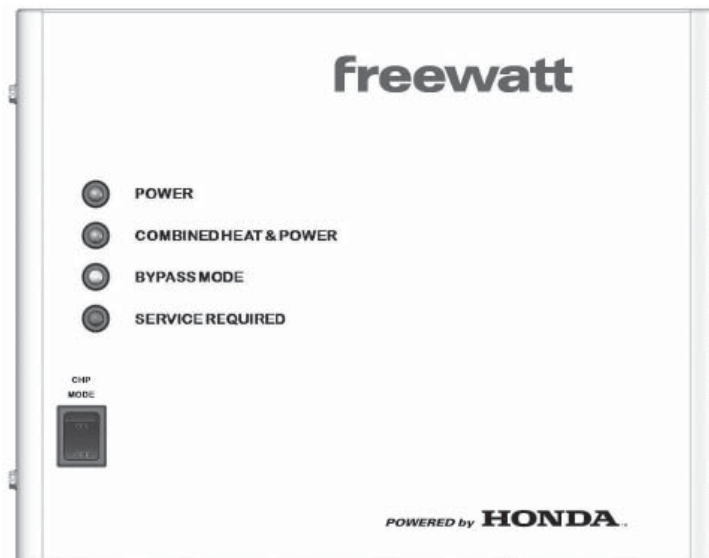 freewatt
POWER
COMBINED HEAT & POWER
BYPASS MODE
SERVICE REQUIRED
CHP
MODE
POWERED by HONDA